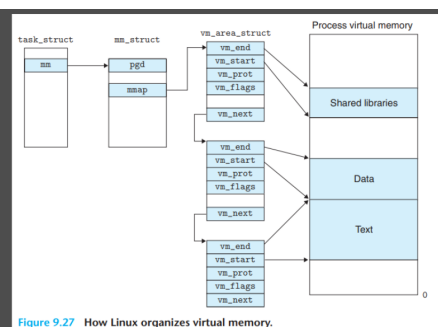 Process virtual memory
task_struct
mm_struct
vm_area_struct
mm
pgd
mmap
vm_end
vm_start
vm_prot
vm_flags
vm_next
vm_end
vm_start
vm_prot
vm_flags
vm_next
vm_end
vm_start
vm_prot
vm_flags
vm_next
Shared libraries
Data
Text
0
Figure 9.27 How Linux organizes virtual memory.